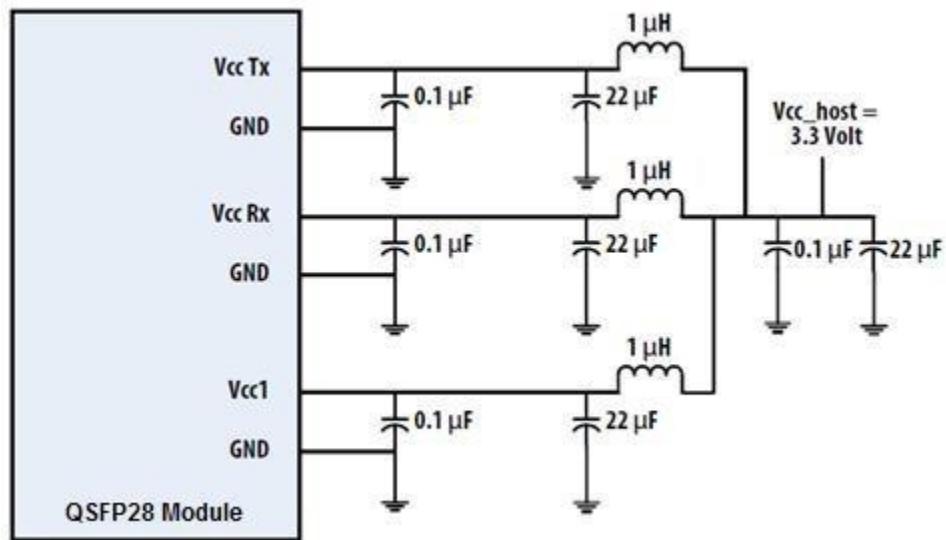 1 µH
Vcc Tx
0.1 µF
22 µF
Vcc_host =
3.3 Volt
GND
1 µH
Vcc Rx
0.1 µF
22 µF
0.1 µF
22 µF
GND
1 µH
Vcc1
0.1 µF
22 µF
GND
QSFP28 Module